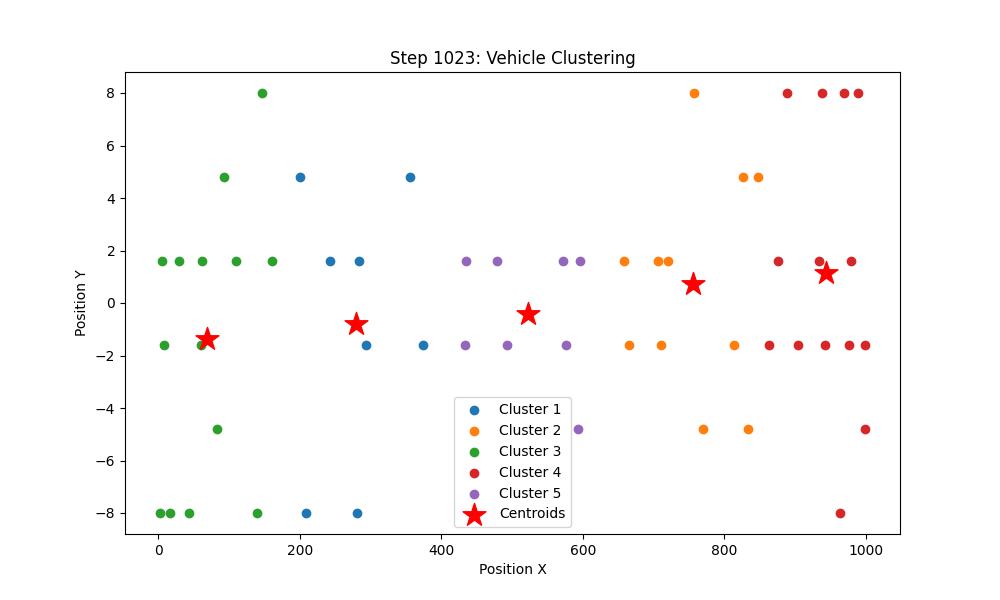 Step 1023: Vehicle Clustering
Position Y
8
6
4
2
0
−2
−4
−6
−8
Cluster 1
Cluster 2
Cluster 3
Cluster 4
Cluster 5
Centroids
0 200 400 600 800 1000
Position X